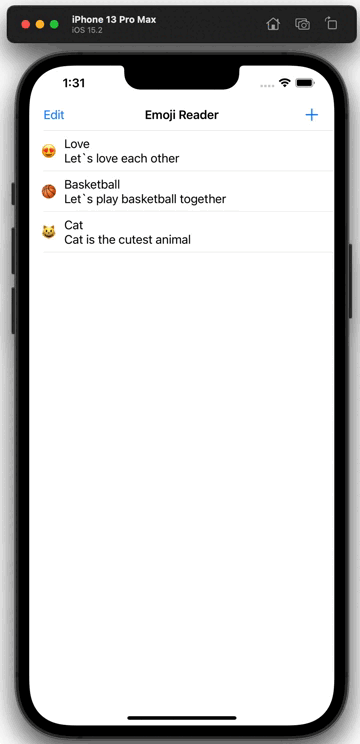 iPhone 13 Pro Max
iOS 15.2
1:31
Edit
Emoji Reader
Love
Let`s love each other
Basketball
Let`s play basketball together
Cat
Cat is the cutest animal